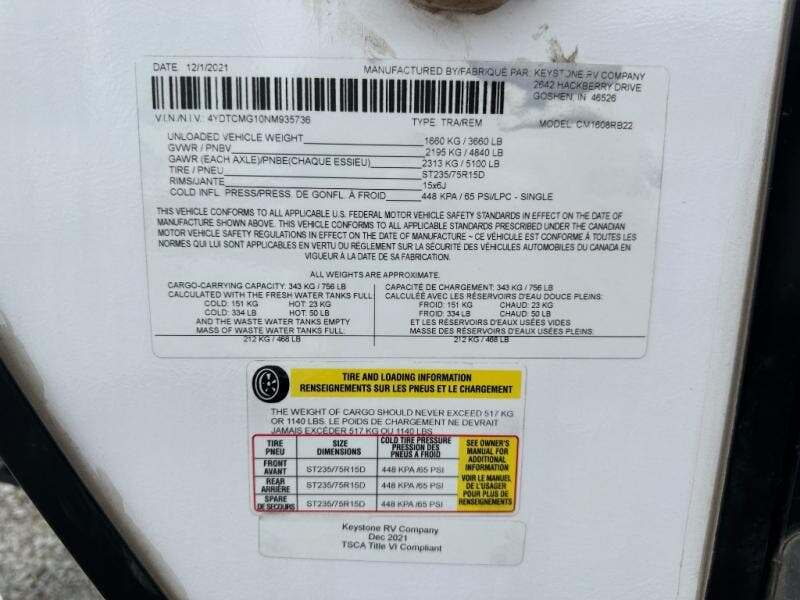 DATE: 12/1/2021
MANUFACTURED BY/FABRIQUÉ PAR: KEYSTONE RV COMPANY
2642 HACKBERRY DRIVE
GOSHEN, IN 46526
V.I.N./N.I.V.: 4YDTCMG10NM935736 TYPE: TRA/REM MODEL: CM1608RB22
UNLOADED VEHICLE WEIGHT 1660 KG / 3660 LB
GVWR / PNBV 2195 KG / 4840 LB
GAWR (EACH AXLE)/PNBE(CHAQUE ESSIEU) 2313 KG / 5100 LB
TIRE / PNEU ST235/75R15D
RIMS/JANTE 15x6J
COLD INFL. PRESS/PRESS. DE GONFL. À FROID 448 KPA / 65 PSI/LPC - SINGLE
THIS VEHICLE CONFORMS TO ALL APPLICABLE U.S. FEDERAL MOTOR VEHICLE SAFETY STANDARDS IN EFFECT ON THE DATE OF
MANUFACTURE SHOWN ABOVE. THIS VEHICLE CONFORMS TO ALL APPLICABLE STANDARDS PRESCRIBED UNDER THE CANADIAN
MOTOR VEHICLE SAFETY REGULATIONS IN EFFECT ON THE DATE OF MANUFACTURE ~ CE VÉHICULE EST CONFORME À TOUTES LES
NORMES QUI LUI SONT APPLICABLES EN VERTU DU RÈGLEMENT SUR LA SÉCURITÉ DES VÉHICULES AUTOMOBILES DU CANADA EN
VIGUEUR À LA DATE DE SA FABRICATION.
ALL WEIGHTS ARE APPROXIMATE.
CARGO-CARRYING CAPACITY: 343 KG / 756 LB
CALCULATED WITH THE FRESH WATER TANKS FULL
COLD: 151 KG HOT: 23 KG
COLD: 334 LB HOT: 50 LB
AND THE WASTE WATER TANKS EMPTY
MASS OF WASTE WATER TANKS FULL:
212 KG / 468 LB
CAPACITÉ DE CHARGEMENT: 343 KG / 756 LB
CALCULÉE AVEC LES RÉSERVOIRS D'EAU DOUCE PLEINS:
FROID: 151 KG CHAUD: 23 KG
FROID: 334 LB CHAUD: 50 LB
ET LES RÉSERVOIRS D'EAUX USÉES VIDES
MASSE DES RÉSERVOIRS D'EAUX USÉES PLEINS:
212 KG / 468 LB
TIRE AND LOADING INFORMATION
RENSEIGNEMENTS SUR LES PNEUS ET LE CHARGEMENT
THE WEIGHT OF CARGO SHOULD NEVER EXCEED 517 KG
OR 1140 LBS. LE POIDS DE CHARGEMENT NE DEVRAIT
JAMAIS EXCÉDER 517 KG OU 1140 LBS.
TIRE
PNEU
SIZE
DIMENSIONS
COLD TIRE PRESSURE
PRESSION DES
PNEUS A FROID
FRONT
AVANT
ST235/75R15D
448 KPA /65 PSI
REAR
ARRIÈRE
ST235/75R15D
448 KPA /65 PSI
SPARE
DE SECOURS
ST235/75R15D
448 KPA /65 PSI
SEE OWNER'S
MANUAL FOR
ADDITIONAL
INFORMATION
VOIR LE MANUEL
DE L'USAGER
POUR PLUS DE
RENSEIGNEMENTS
Keystone RV Company
Dec 2021
TSCA Title VI Compliant